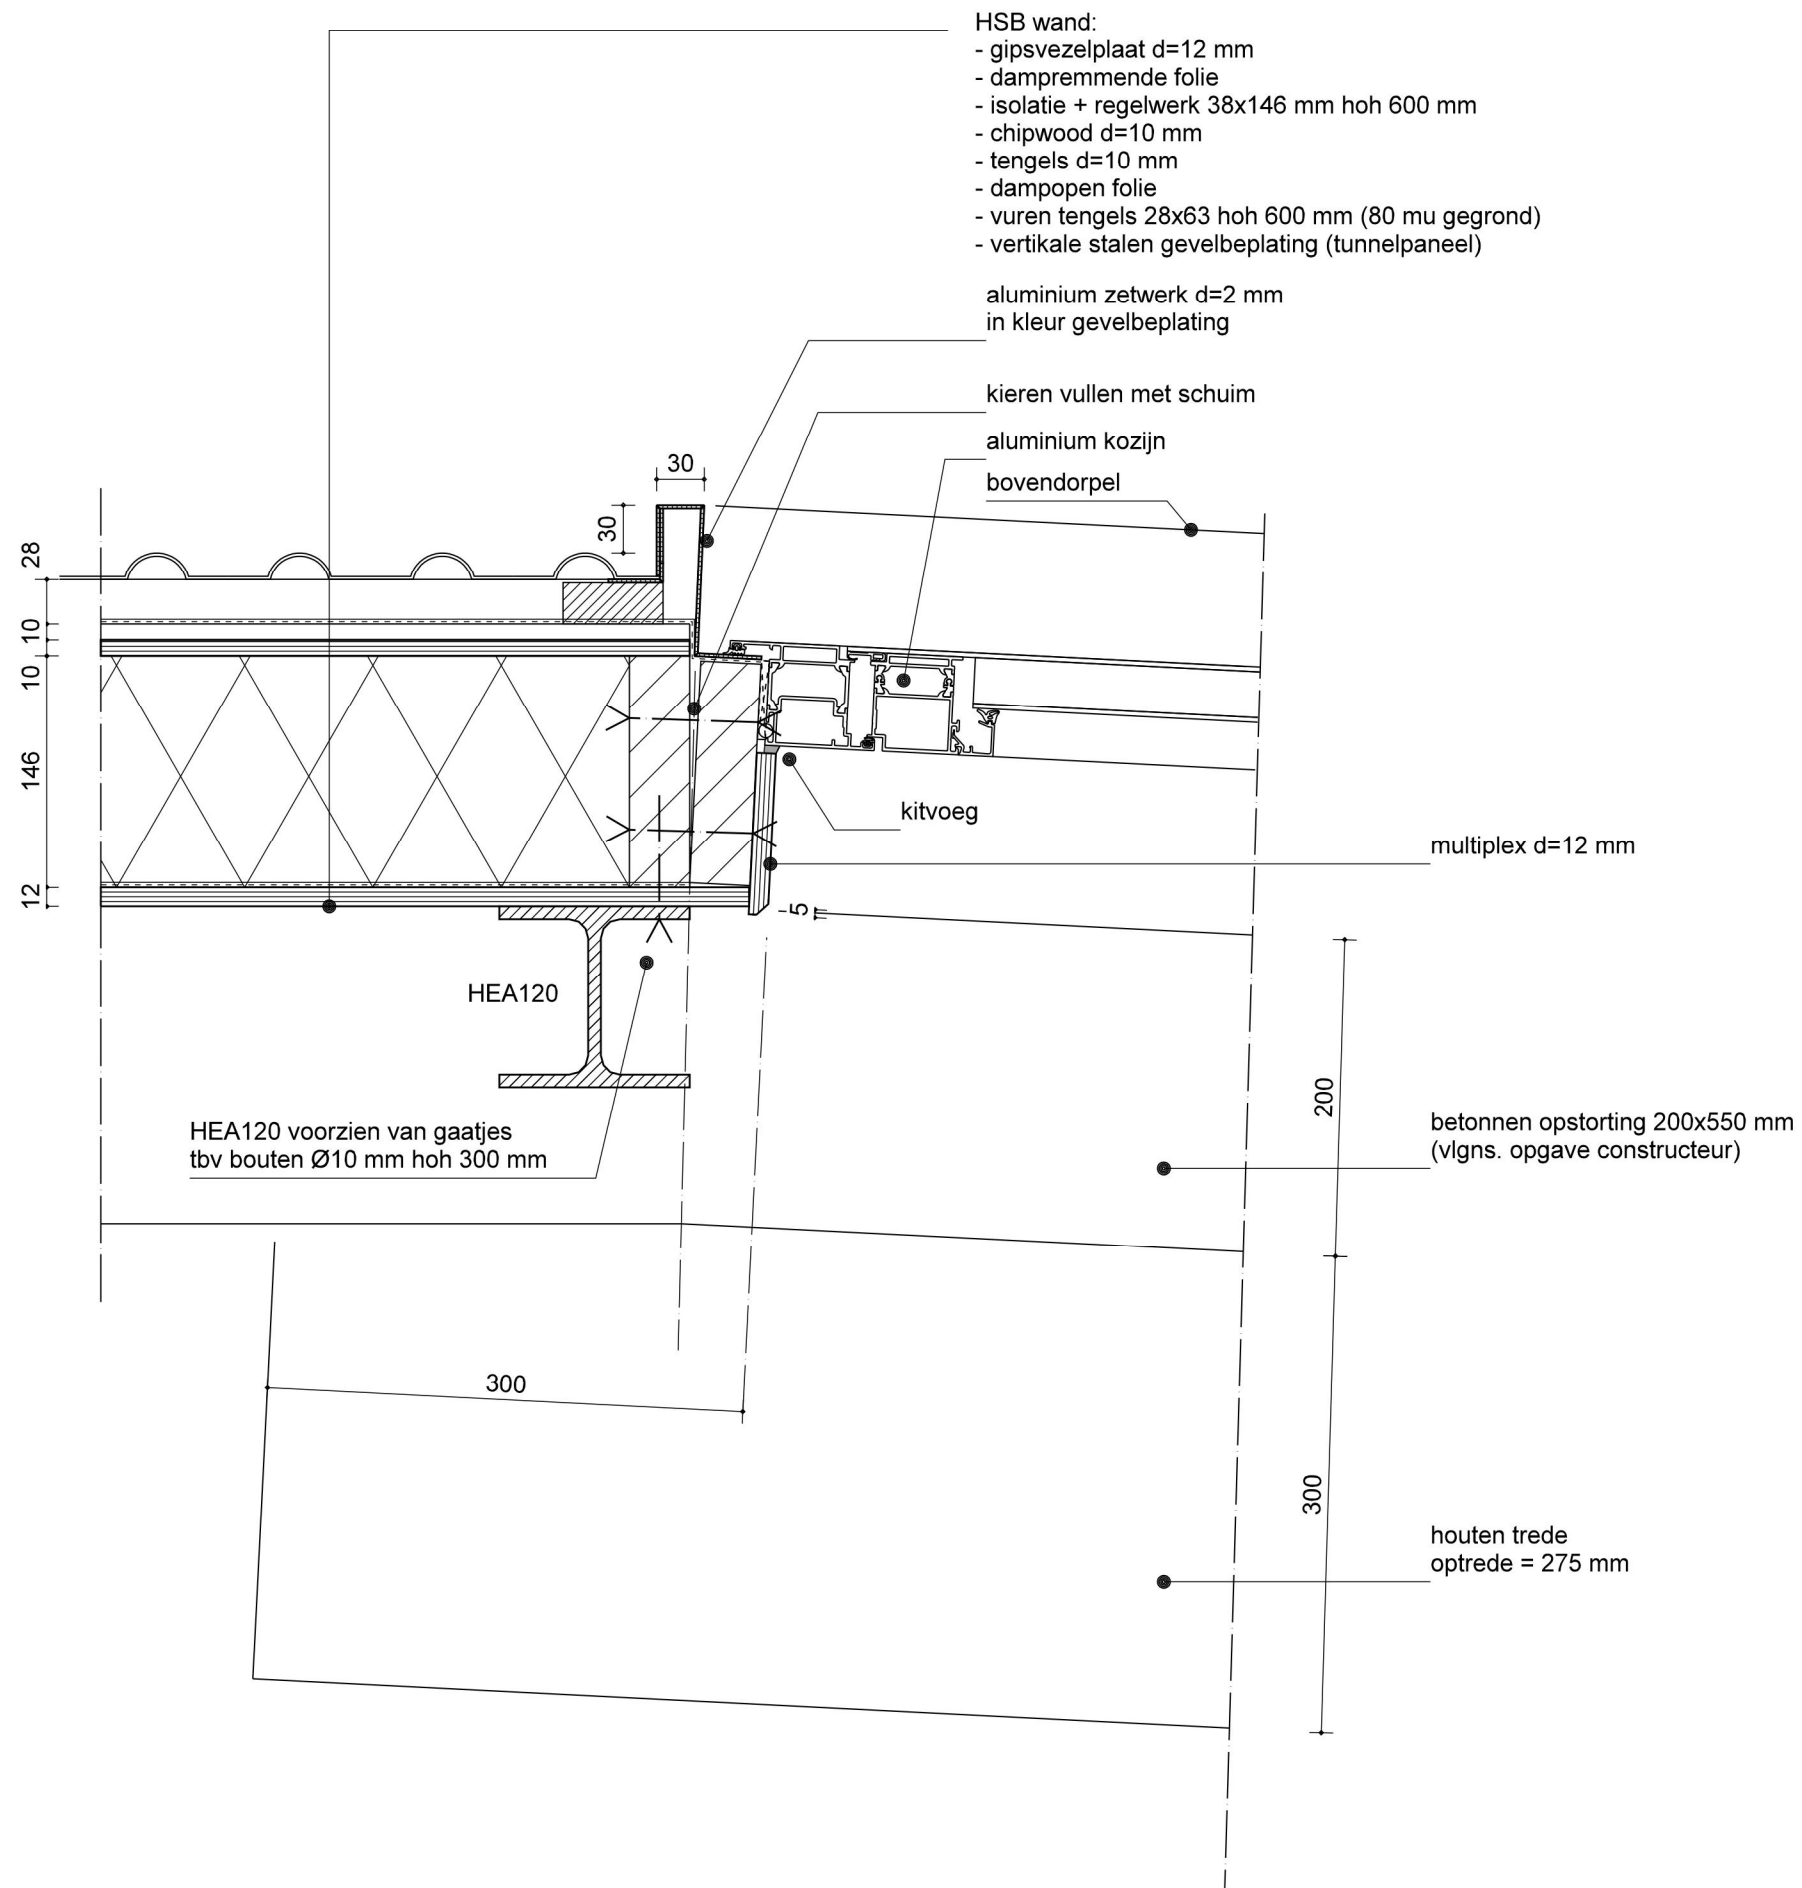 HSB wand:
- gipsvezelplaat d=12 mm
- dampremmende folie
- isolatie + regelwerk 38x146 mm hoh 600 mm
- chipwood d=10 mm
- tengels d=10 mm
- dampopen folie
- vuren tengels 28x63 hoh 600 mm (80 mu gegrond)
- vertikale stalen gevelbeplating (tunnelpaneel)
aluminium zetwerk d=2 mm
in kleur gevelbeplating
kieren vullen met schuim
aluminium kozijn
bovendorpel
30
30
28
10
10
146
12
kitvoeg
multiplex d=12 mm
5
HEA120
HEA120 voorzien van gaatjes
tbv bouten Ø10 mm hoh 300 mm
200
betonnen opstorting 200x550 mm
(vlgns. opgave constructeur)
300
300
houten trede
optrede = 275 mm